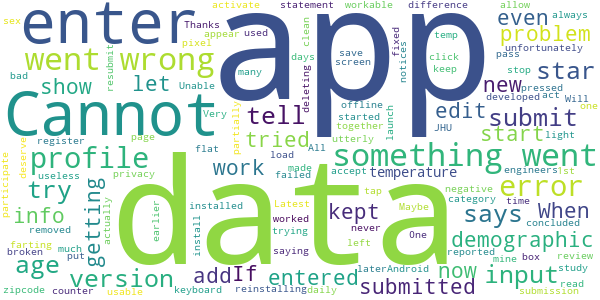 sex activate statement workable difference allow
enter app even always
Thanks appear used many temp fixed notices problem
pixel clean save screen click keep unfortunately
went wrong resubmit days deleting pass
bad show let Unable offline stop pressed star
Cannot Very partially started launch developed act Will one
tell new edit submit
together utterly JHU
register page flat tried All light start
participate deserve profile something went
useless privacy actually load made accept engineers 1st
try work failed tap temperature negative error
info getting earlier installed Latest kept Maybe category says time When
removed farting install worked trying never One demographic concluded
broken much put saying left reported mine box review
age version add If entered laterAndroid now input study
zipcode counter usable keyboard reinstalling daily submitted submission read
data